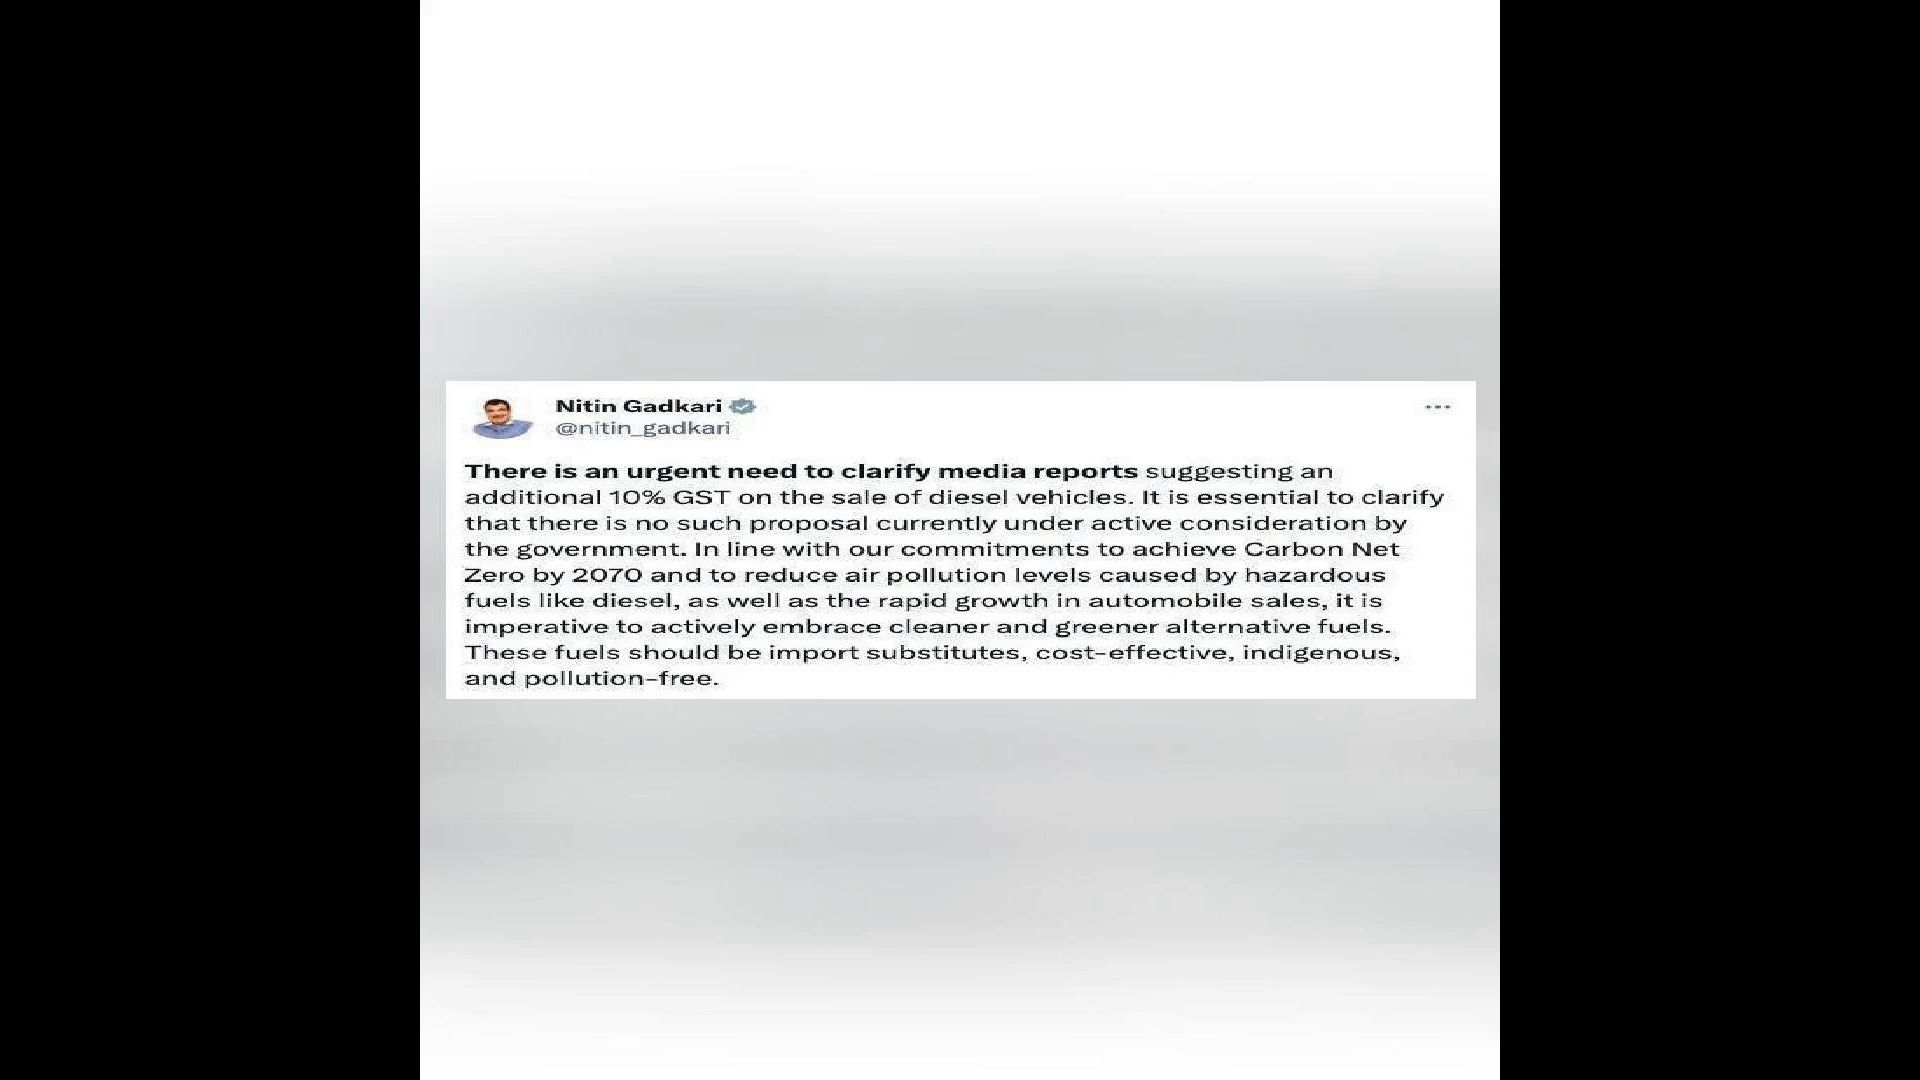 Nitin Gadkari
@nitin_gadkari
There is an urgent need to clarify media reports suggesting an
additional 10% GST on the sale of diesel vehicles. It is essential to clarify
that there is no such proposal currently under active consideration by
the government. In line with our commitments to achieve Carbon Net
Zero by 2070 and to reduce air pollution levels caused by hazardous
fuels like diesel, as well as the rapid growth in automobile sales, it is
imperative to actively embrace cleaner and greener alternative fuels.
These fuels should be import substitutes, cost-effective, indigenous,
and pollution-free.